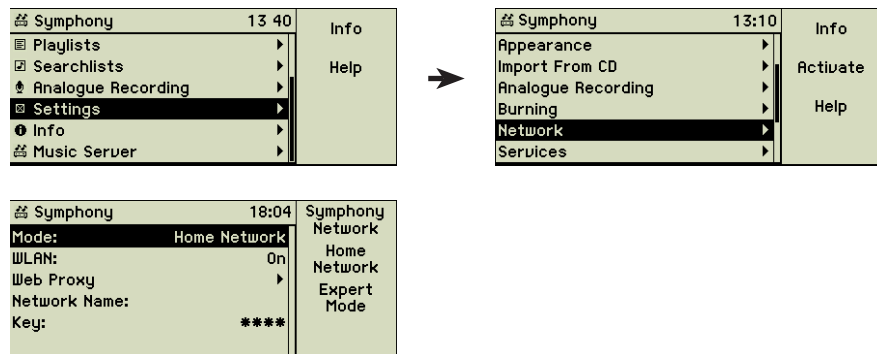 Symphony 13 40
Playlists
Searchlists
Analogue Recording
Settings
Info
Music Server
Info
Help
Symphony 13:10
Appearance
Import From CD
Analogue Recording
Burning
Network
Services
Info
Activate
Help
Symphony 18:04
Mode: Home Network
WLAN: On
Web Proxy
Network Name:
Key: ****
Symphony
Network
Home
Network
Expert
Mode